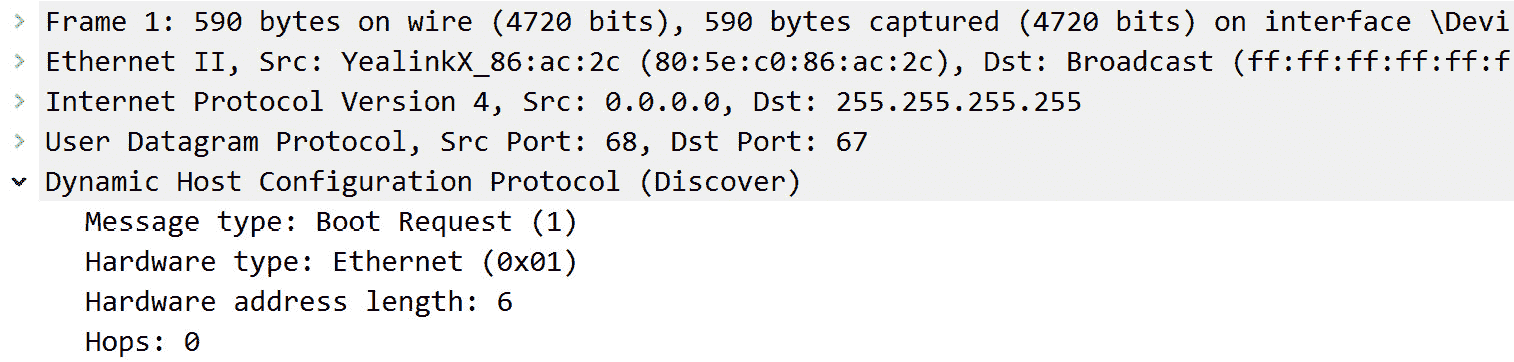 Frame 1: 590 bytes on wire (4720 bits), 590 bytes captured (4720 bits) on interface \Devi
Ethernet II, Src: YealinkX_86:ac:2c (80:5e:c0:86:ac:2c), Dst: Broadcast (ff:ff:ff:ff:ff:f
Internet Protocol Version 4, Src: 0.0.0.0, Dst: 255.255.255.255
User Datagram Protocol, Src Port: 68, Dst Port: 67
Dynamic Host Configuration Protocol (Discover)
Message type: Boot Request (1)
Hardware type: Ethernet (0x01)
Hardware address length: 6
Hops: 0